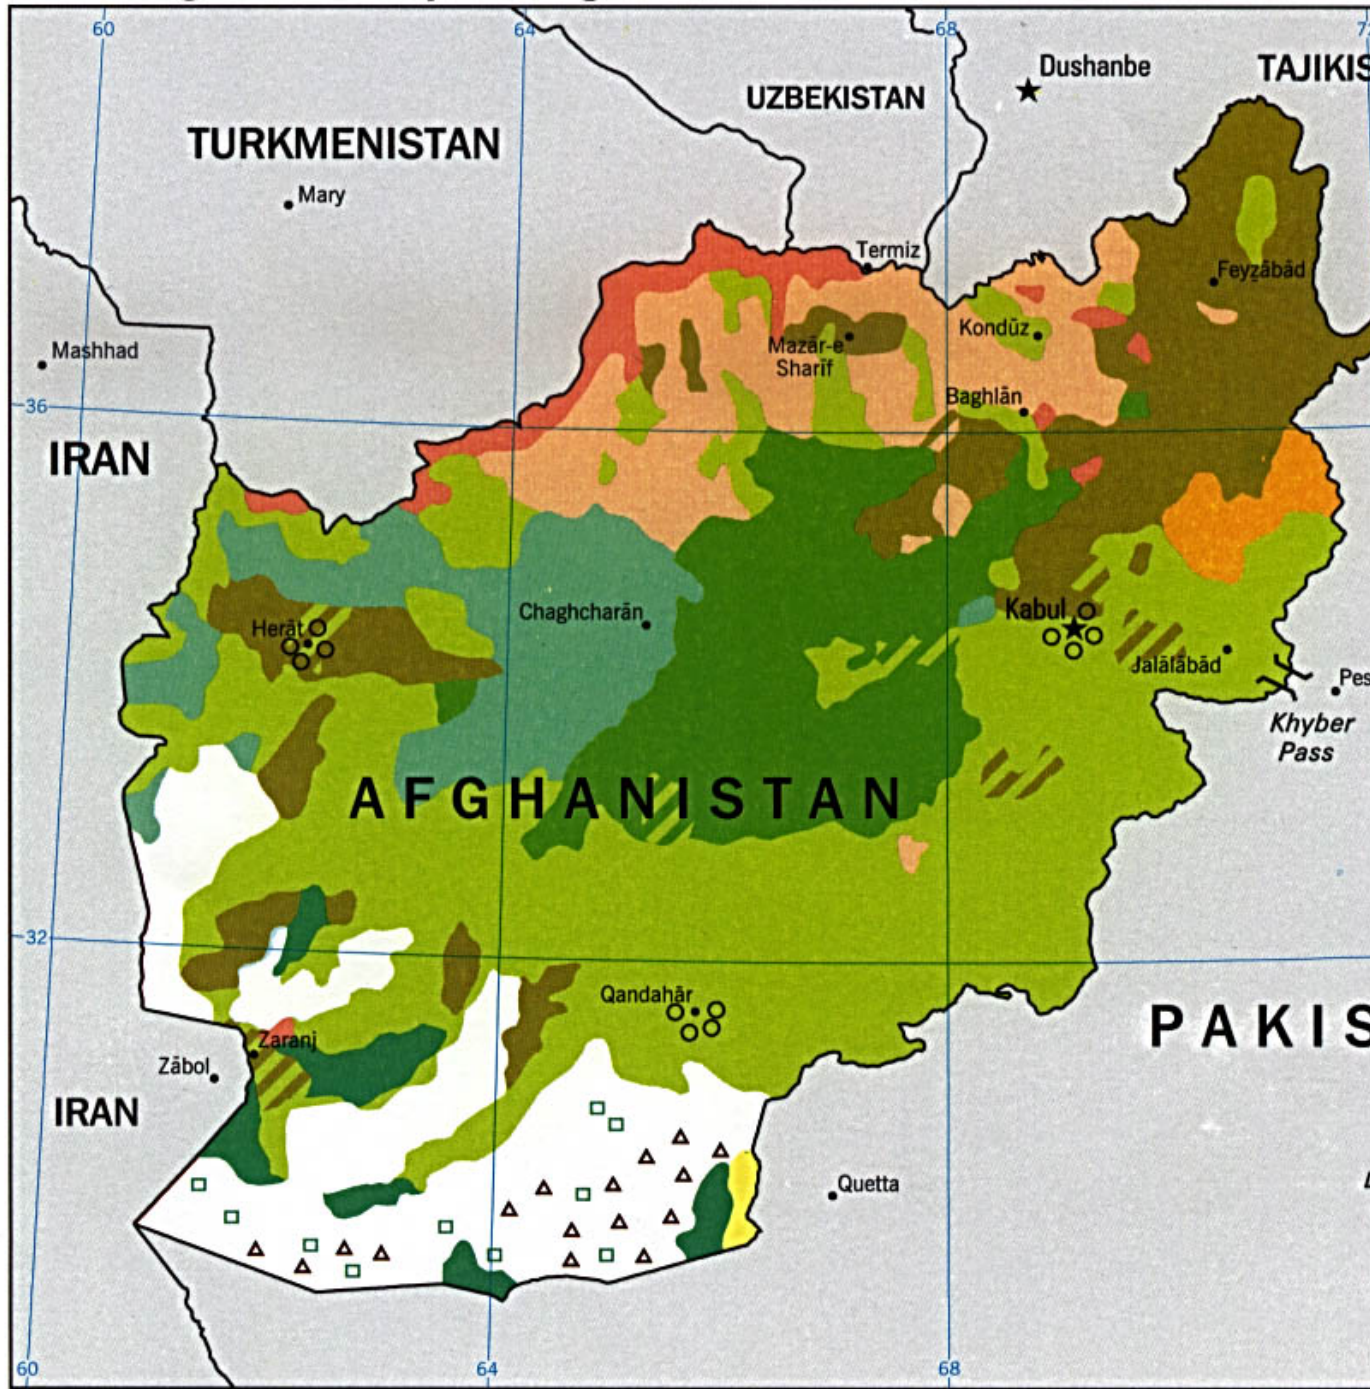 60
64
68
Dushanbe
TAJIKIS
UZBEKISTAN
TURKMENISTAN
Mary
Termiz
Feyẕābād
Kondūz
Mazār-e
Sharīf
Mashhad
Baghlān
36
IRAN
Chaghcharān
Kabul
Herāt
Jalālābād
Pes
Khyber
Pass
AFGHANISTAN
32
Qandahār
PAKIS
Zaranj
Zābol
IRAN
Quetta
60
64
68